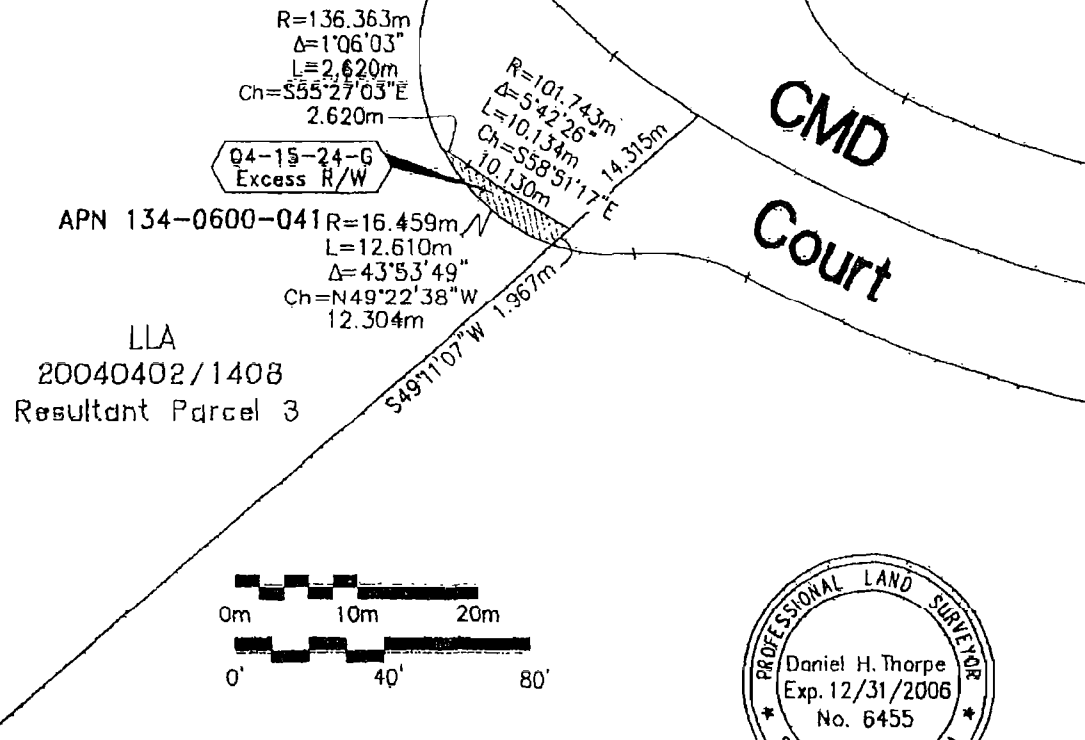 R=136.363m
Δ=1°06'03"
L=2,620m
Ch=S55°27'03"E
2.620m
R=101.743m
Δ=5°42'26"
L=10.134m
Ch=S58°51'17"E
10.130m
14.315m
CMD
Court
04-15-24-G
Excess R/W
APN 134-0600-041
R=16.459m
L=12.610m
Δ=43°53'49"
Ch=N49°22'38"W
12.304m
S49°11'07"W 1.967m
LLA
20040402/1408
Resultant Parcel 3
0m 10m 20m
0' 40' 80'
PROFESSIONAL LAND SURVEYOR
Daniel H. Thorpe
Exp. 12/31/2006
No. 6455